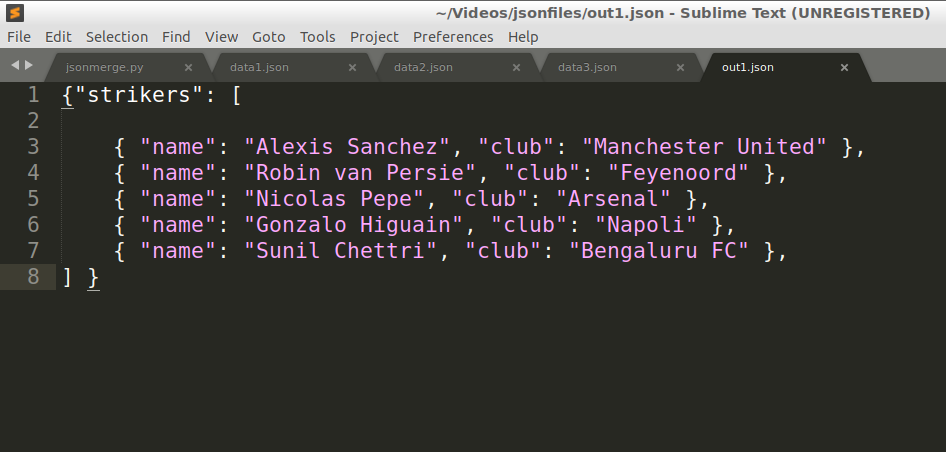 ~/Videos/jsonfiles/out1.json - Sublime Text (UNREGISTERED)
File Edit Selection Find View Goto Tools Project Preferences Help
jsonmerge.py × data1.json × data2.json × data3.json × out1.json ×
1 {"strikers": [
2
3 { "name": "Alexis Sanchez", "club": "Manchester United" },
4 { "name": "Robin van Persie", "club": "Feyenoord" },
5 { "name": "Nicolas Pepe", "club": "Arsenal" },
6 { "name": "Gonzalo Higuain", "club": "Napoli" },
7 { "name": "Sunil Chettri", "club": "Bengaluru FC" },
8 ] }